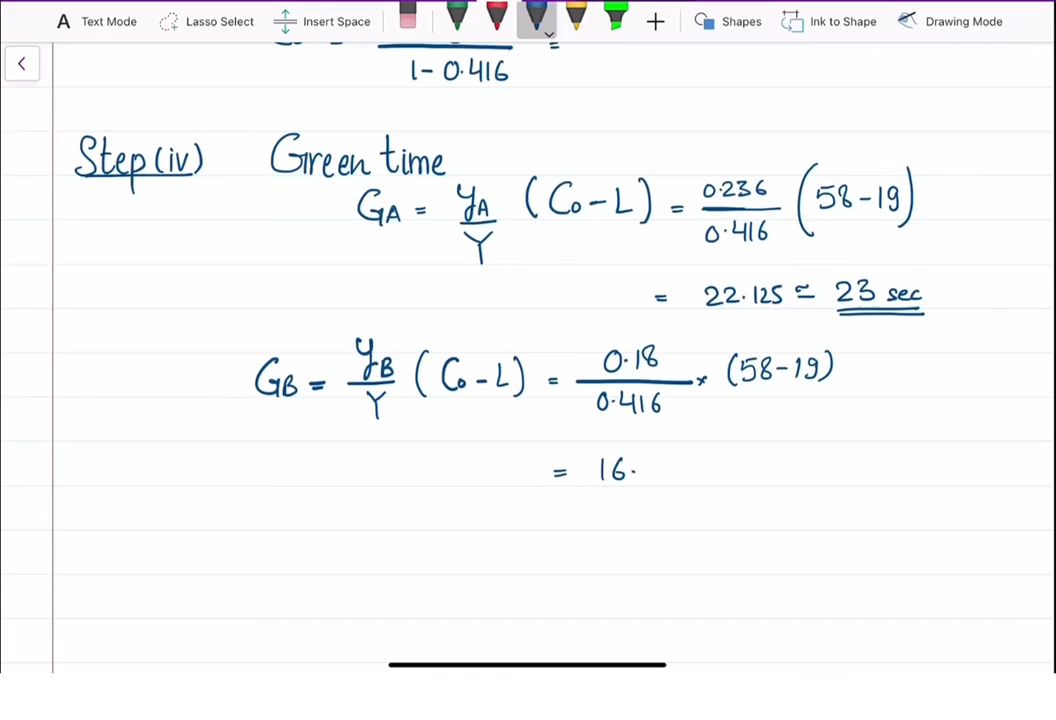 A Text Mode Lasso Select Insert Space Shapes Ink to Shape Drawing Mode
1 - 0.416 =
Step (iv) Green time
GA = yA/Y (Co - L) = 0.236/0.416 (58 - 19)
= 22.125 ≃ 23 sec
GB = yB/Y (Co - L) = 0.18/0.416 * (58 - 19)
= 16.